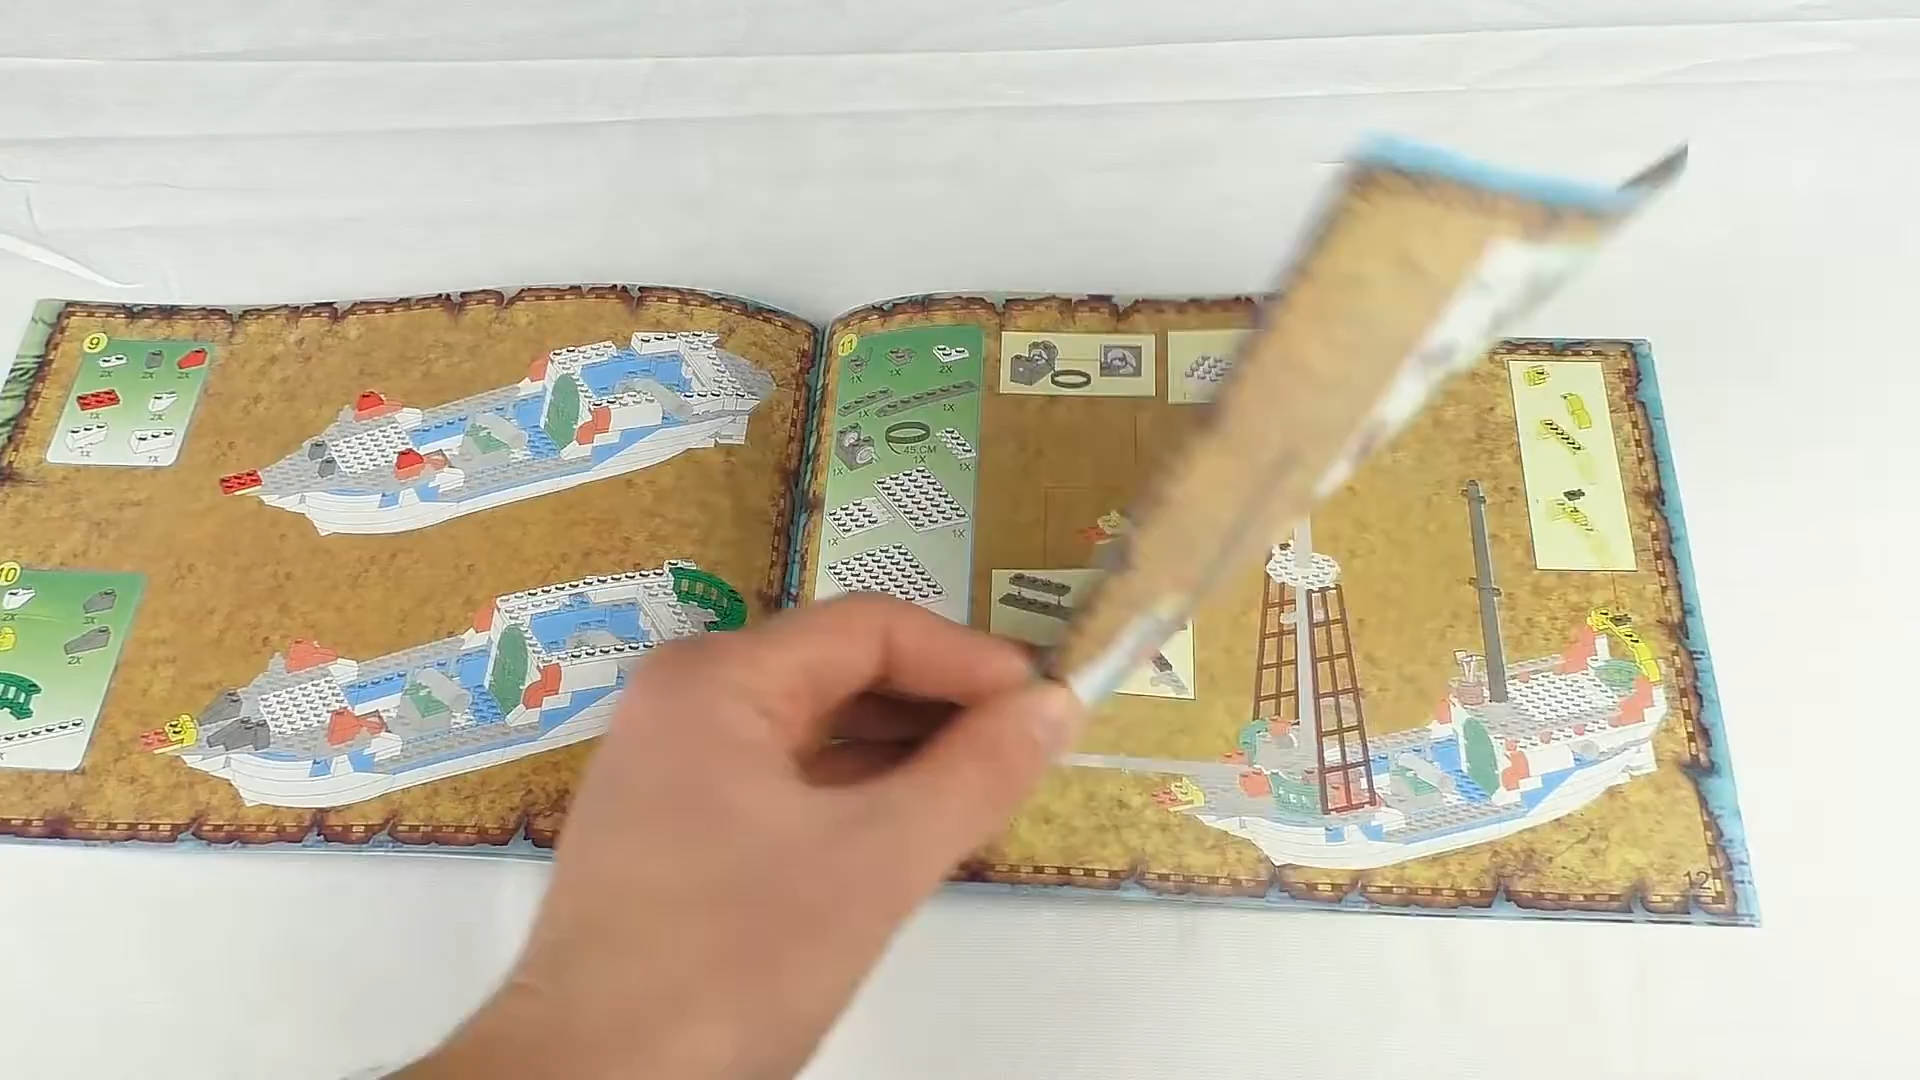 9
2X 2X 2X
1X 2X
1X 1X
10
2X 3X
2X
11
1X 1X 2X
1X 1X
45.CM
1X 1X 1X
1X 1X
12